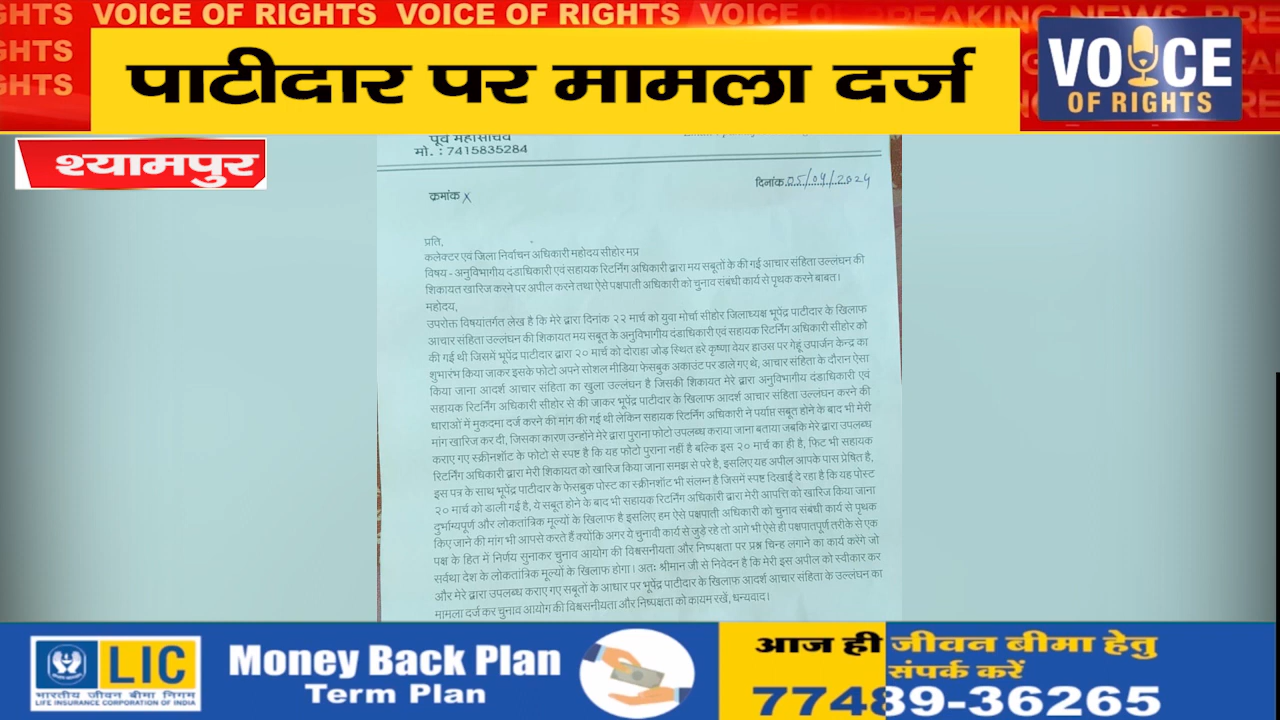 GHTS VOICE OF RIGHTS VOICE OF RIGHTS VOICE OF BREAKING NEWS BRE
RIGHTS
GHTS
RIGHTS
पाटीदार पर मामला दर्ज
VOICE
OF RIGHTS
श्यामपुर
पूर्व महासचिव
मो. : 7415835284
क्रमांक X
दिनांक 05/04/2024
प्रति,
कलेक्टर एवं जिला निर्वाचन अधिकारी महोदय सीहोर मप्र
विषय - अनुविभागीय दंडाधिकारी एवं सहायक रिटर्निंग अधिकारी द्वारा मय सबूतों के की गई आचार संहिता उल्लंघन की
शिकायत खारिज करने पर अपील करने तथा ऐसे पक्षपाती अधिकारी को चुनाव संबंधी कार्य से पृथक करने बाबत।
महोदय,
उपरोक्त विषयांतर्गत लेख है कि मेरे द्वारा दिनांक २२ मार्च को युवा मोर्चा सीहोर जिलाध्यक्ष भूपेंद्र पाटीदार के खिलाफ
आचार संहिता उल्लंघन की शिकायत मय सबूत के अनुविभागीय दंडाधिकारी एवं सहायक रिटर्निंग अधिकारी सीहोर को
की गई थी जिसमें भूपेंद्र पाटीदार द्वारा २० मार्च को दोराहा जोड़ स्थित हरे कृष्णा वेयर हाउस पर गेहूं उपार्जन केन्द्र का
शुभारंभ किया जाकर इसके फोटो अपने सोशल मीडिया फेसबुक अकाउंट पर डाले गए थे, आचार संहिता के दौरान ऐसा
किया जाना आदर्श आचार संहिता का खुला उल्लंघन है जिसकी शिकायत मेरे द्वारा अनुविभागीय दंडाधिकारी एवं
सहायक रिटर्निंग अधिकारी सीहोर से की जाकर भूपेंद्र पाटीदार के खिलाफ आदर्श आचार संहिता उल्लंघन करने की
धाराओं में मुकदमा दर्ज करने की मांग की गई थी लेकिन सहायक रिटर्निंग अधिकारी ने पर्याप्त सबूत होने के बाद भी मेरी
मांग खारिज कर दी, जिसका कारण उन्होंने मेरे द्वारा पुराना फोटो उपलब्ध कराया जाना बताया जबकि मेरे द्वारा उपलब्ध
कराए गए स्क्रीनशॉट के फोटो से स्पष्ट है कि यह फोटो पुराना नहीं है बल्कि इस २० मार्च का ही है, फिट भी सहायक
रिटर्निंग अधिकारी द्वारा मेरी शिकायत को खारिज किया जाना समझ से परे है, इसलिए यह अपील आपके पास प्रेषित है,
इस पत्र के साथ भूपेंद्र पाटीदार के फेसबुक पोस्ट का स्क्रीनशॉट भी संलग्न है जिसमें स्पष्ट दिखाई दे रहा है कि यह पोस्ट
२० मार्च को डाली गई है, ये सबूत होने के बाद भी सहायक रिटर्निंग अधिकारी द्वारा मेरी आपत्ति को खारिज किया जाना
दुर्भाग्यपूर्ण और लोकतांत्रिक मूल्यों के खिलाफ है इसलिए हम ऐसे पक्षपाती अधिकारी को चुनाव संबंधी कार्य से पृथक
किए जाने की मांग भी आपसे करते हैं क्योंकि अगर ये चुनावी कार्य से जुड़े रहे तो आगे भी ऐसे ही पक्षपातपूर्ण तरीके से एक
पक्ष के हित में निर्णय सुनाकर चुनाव आयोग की विश्वसनीयता और निष्पक्षता पर प्रश्न चिन्ह लगाने का कार्य करेंगे जो
सर्वथा देश के लोकतांत्रिक मूल्यों के खिलाफ होगा। अतः श्रीमान जी से निवेदन है कि मेरी इस अपील को स्वीकार कर
और मेरे द्वारा उपलब्ध कराए गए सबूतों के आधार पर भूपेंद्र पाटीदार के खिलाफ आदर्श आचार संहिता के उल्लंघन का
मामला दर्ज कर चुनाव आयोग की विश्वसनीयता और निष्पक्षता को कायम रखें, धन्यवाद।
LIC
भारतीय जीवन बीमा निगम
LIFE INSURANCE CORPORATION OF INDIA
Money Back Plan
Term Plan
आज ही जीवन बीमा हेतु
संपर्क करें
77489-36265